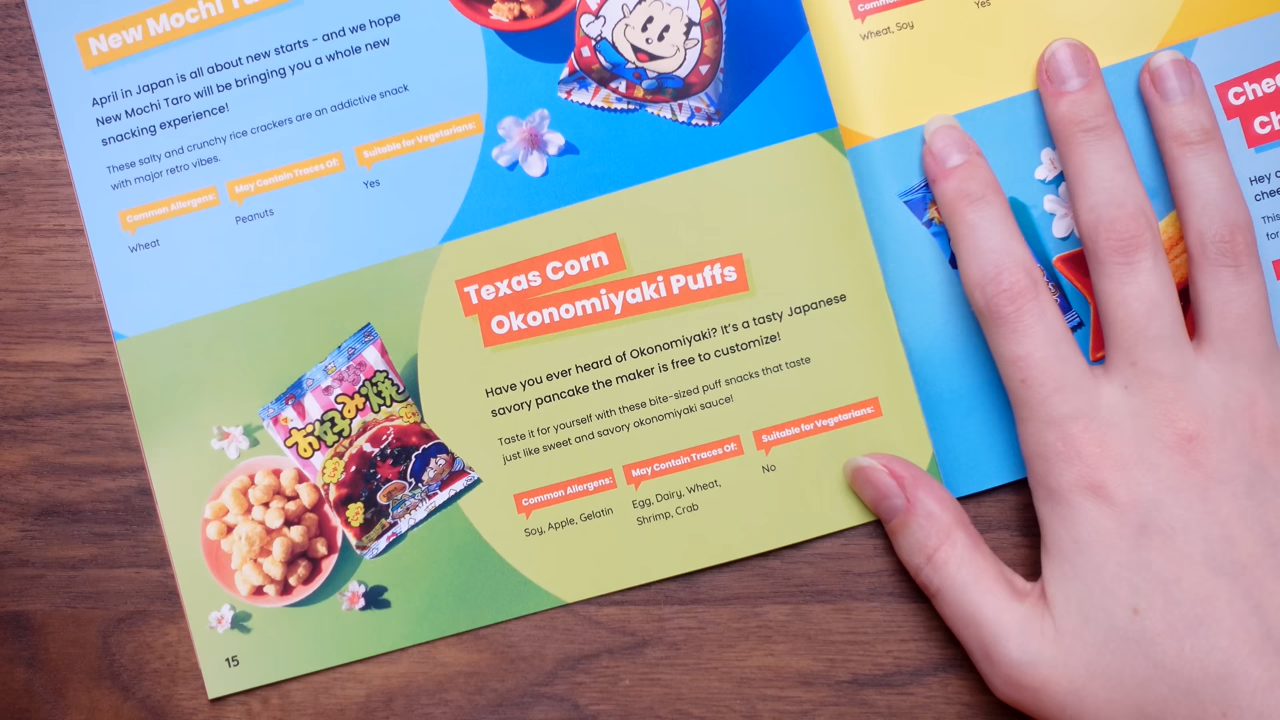 New Mochi
April in Japan is all about new starts - and we hope
New Mochi Taro will be bringing you a whole new
snacking experience!
These salty and crunchy rice crackers are an addictive snack
with major retro vibes.
Common Allergens:
Wheat
May Contain Traces Of:
Peanuts
Suitable for Vegetarians:
Yes
Texas Corn
Okonomiyaki Puffs
Have you ever heard of Okonomiyaki? It's a tasty Japanese
savory pancake the maker is free to customize!
Taste it for yourself with these bite-sized puff snacks that taste
just like sweet and savory okonomiyaki sauce!
Common Allergens:
Soy, Apple, Gelatin
May Contain Traces Of:
Egg, Dairy, Wheat,
Shrimp, Crab
Suitable for Vegetarians:
No
お好み焼
15
Wheat, Soy
Yes
Hey